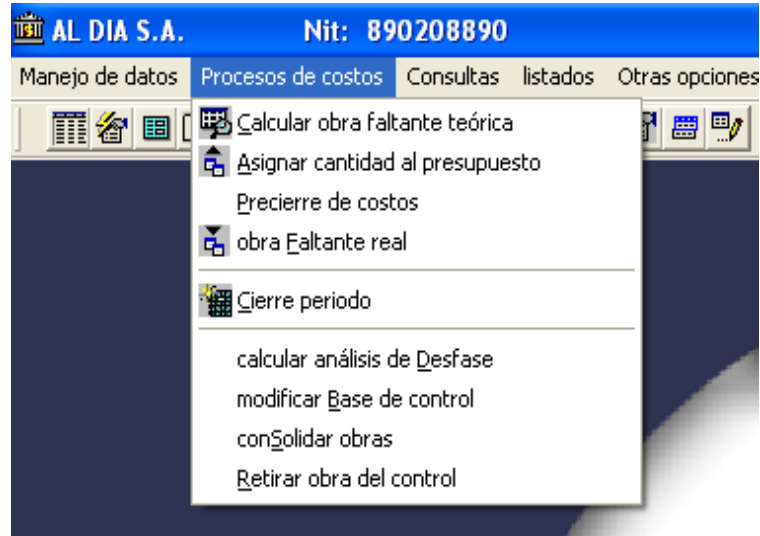 AL DIA S.A. Nit: 890208890
Manejo de datos Procesos de costos Consultas listados Otras opciones
Calcular obra faltante teórica
Asignar cantidad al presupuesto
Precierre de costos
obra Faltante real
Cierre periodo
calcular análisis de Desfase
modificar Base de control
conSolidar obras
Retirar obra del control